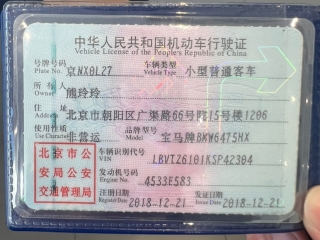 中华人民共和国机动车行驶证
Vehicle License of the People's Republic of China
号牌号码 京NX0L27 车辆类型 小型普通客车
Plate No. Vehicle Type
所有人 熊玲玲
Owner
住址 北京市朝阳区广渠路66号院15号楼1206
使用性质 非营运 品牌型号 宝马牌BMW6475HX
北京市公安局公安交通管理局
车辆识别代号 LBVTZ6101KSP42304
VIN
发动机号码 4533E583
Engine No.
注册日期 2018-12-21 发证日期 2018-12-21
Register Date Issue Date